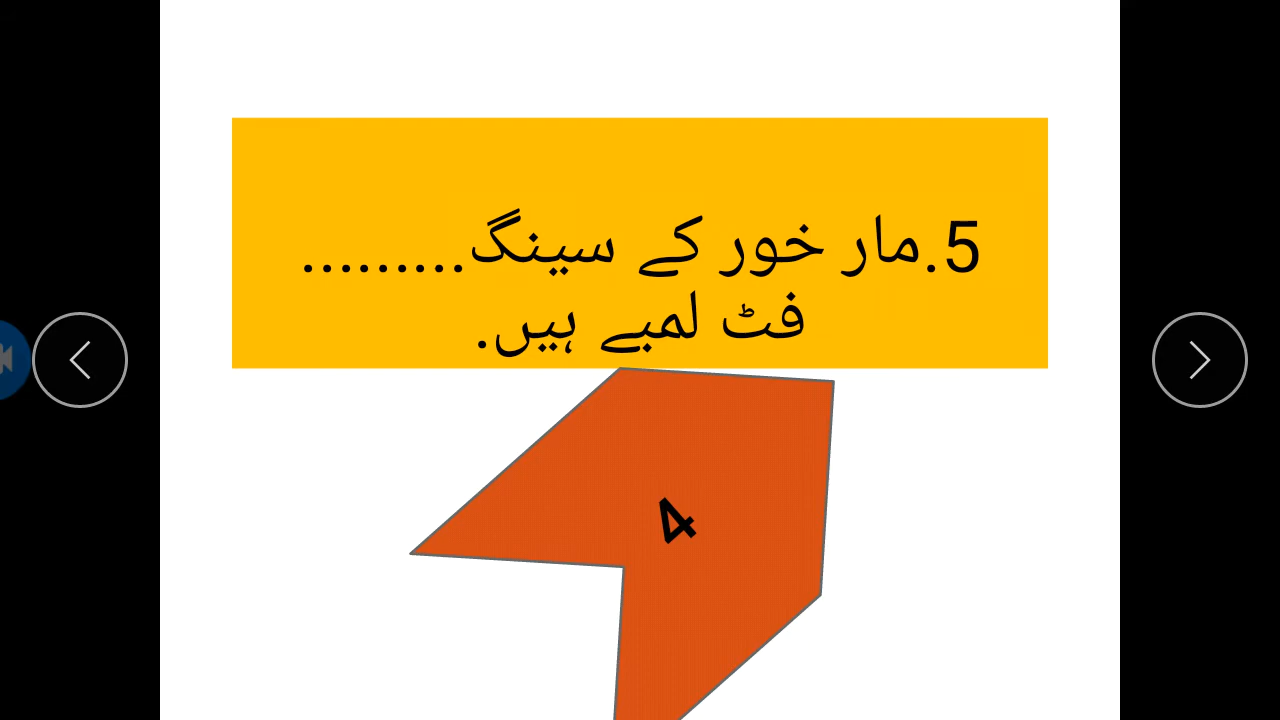 5.مار خور کے سینگ.........
فٹ لمبے ہیں.
4